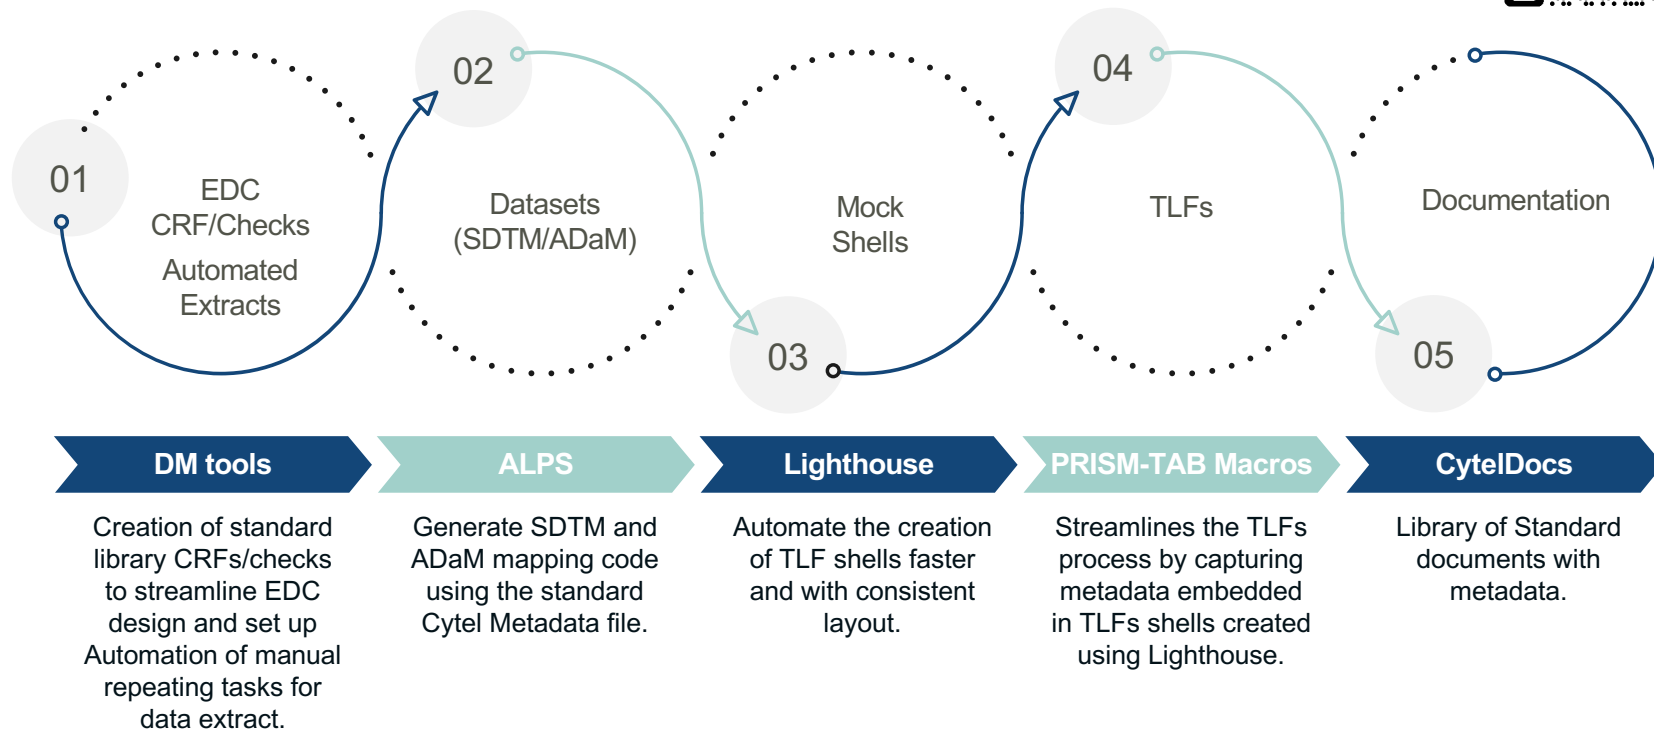 01
EDC
CRF/Checks
Automated
Extracts
02
Datasets
(SDTM/ADaM)
03
Mock
Shells
04
TLFs
05
Documentation
DM tools
Creation of standard
library CRFs/checks
to streamline EDC
design and set up
Automation of manual
repeating tasks for
data extract.
ALPS
Generate SDTM and
ADaM mapping code
using the standard
Cytel Metadata file.
Lighthouse
Automate the creation
of TLF shells faster
and with consistent
layout.
PRISM-TAB Macros
Streamlines the TLFs
process by capturing
metadata embedded
in TLFs shells created
using Lighthouse.
CytelDocs
Library of Standard
documents with
metadata.